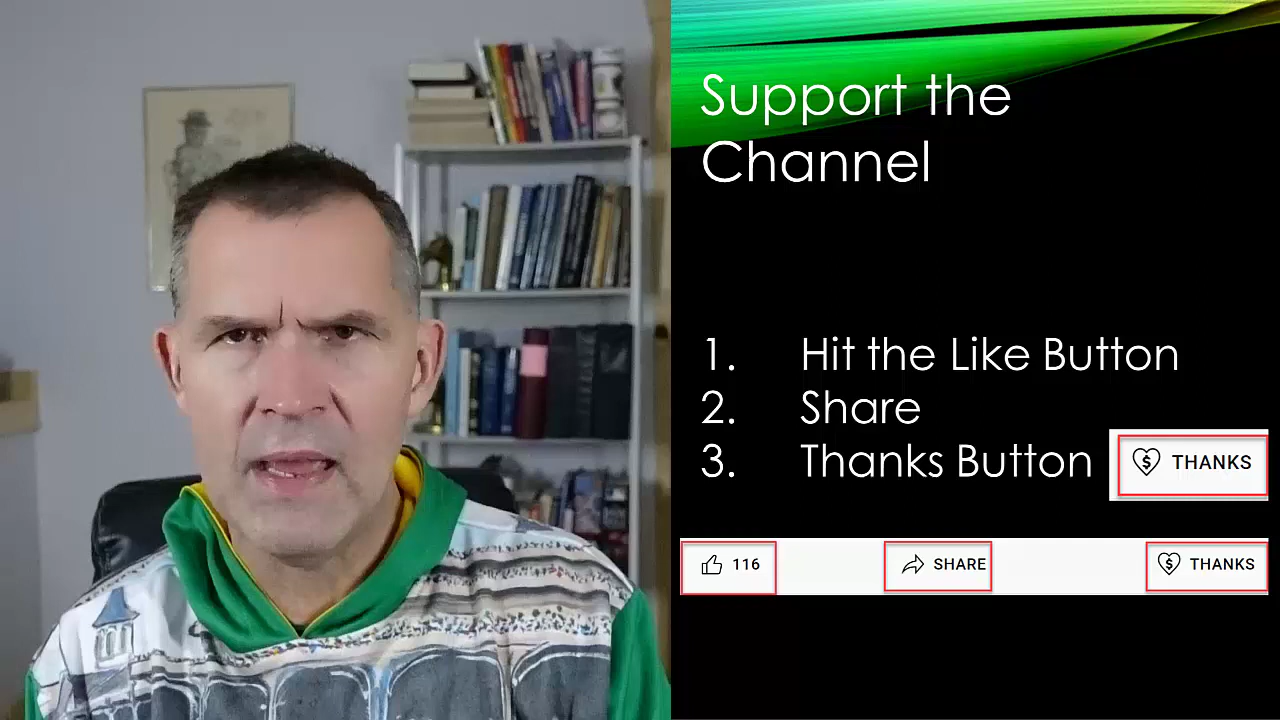 Support the
Channel
1. Hit the Like Button
2. Share
3. Thanks Button
THANKS
116 SHARE THANKS